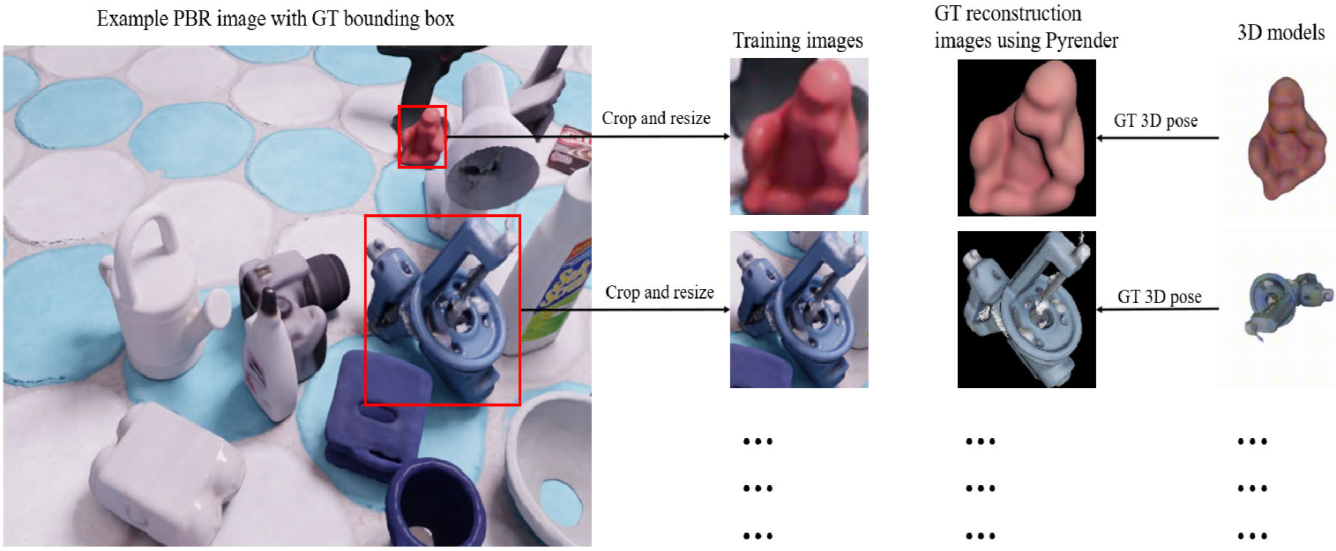 Example PBR image with GT bounding box
Training images
GT reconstruction
images using Pyrender
3D models
Crop and resize
GT 3D pose
Crop and resize
GT 3D pose